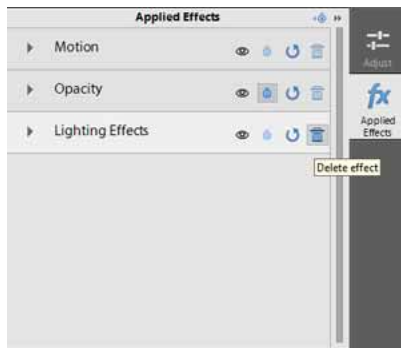 Applied Effects
Motion
Adjust
Opacity
fx
Applied
Effects
Lighting Effects
Delete effect